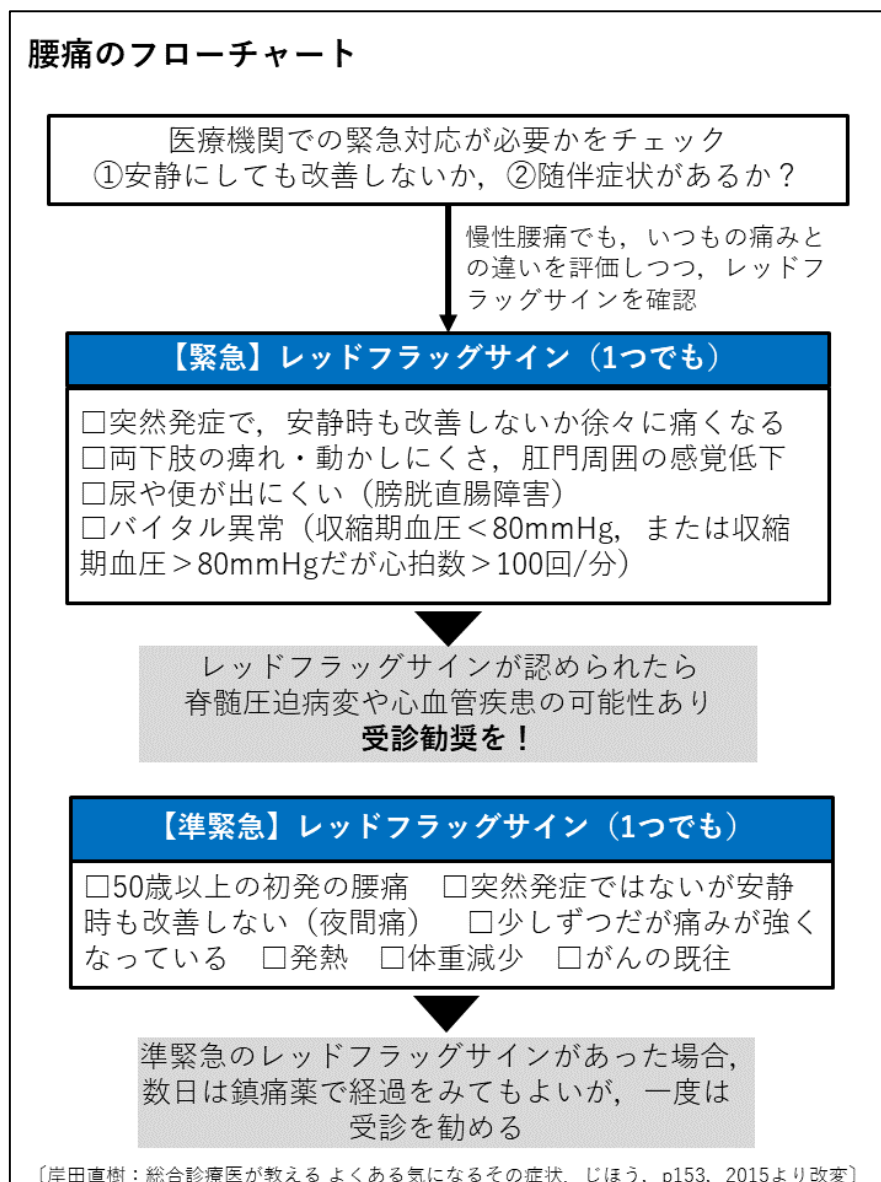 腰痛のフローチャート
医療機関での緊急対応が必要かをチェック
①安静にしても改善しないか，②随伴症状があるか？
慢性腰痛でも，いつもの痛みと
の違いを評価しつつ，レッドフ
ラッグサインを確認
【緊急】レッドフラッグサイン（1つでも）
□突然発症で，安静時も改善しないか徐々に痛くなる
□両下肢の痺れ・動かしにくさ，肛門周囲の感覚低下
□尿や便が出にくい（膀胱直腸障害）
□バイタル異常（収縮期血圧＜80mmHg，または収縮
期血圧＞80mmHgだが心拍数＞100回/分）
レッドフラッグサインが認められたら
脊髄圧迫病変や心血管疾患の可能性あり
受診勧奨を！
【準緊急】レッドフラッグサイン（1つでも）
□50歳以上の初発の腰痛　□突然発症ではないが安静
時も改善しない（夜間痛）　□少しずつだが痛みが強く
なっている　□発熱　□体重減少　□がんの既往
準緊急のレッドフラッグサインがあった場合，
数日は鎮痛薬で経過をみてもよいが，一度は
受診を勧める
〔岸田直樹：総合診療医が教える よくある気になるその症状．じほう，p153，2015より改変〕